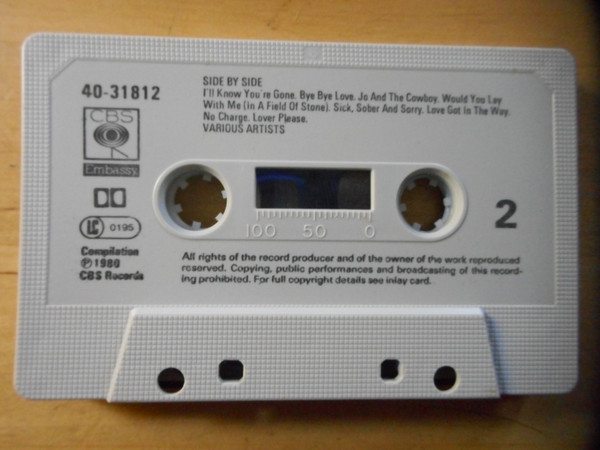 40-31812
SIDE BY SIDE
I'll Know You're Gone. Bye Bye Love. Jo And The Cowboy. Would You Lay
With Me (in A Field Of Stone). Sick, Sober And Sorry. Love Got In The Way.
No Charge. Lover Please.
VARIOUS ARTISTS
CBS
Embassy
LC 0195
Compilation
℗ 1980
CBS Records
100 50 0
2
All rights of the record producer and of the owner of the work reproduced
reserved. Copying, public performances and broadcasting of this record-
ing prohibited. For full copyright details see inlay card.